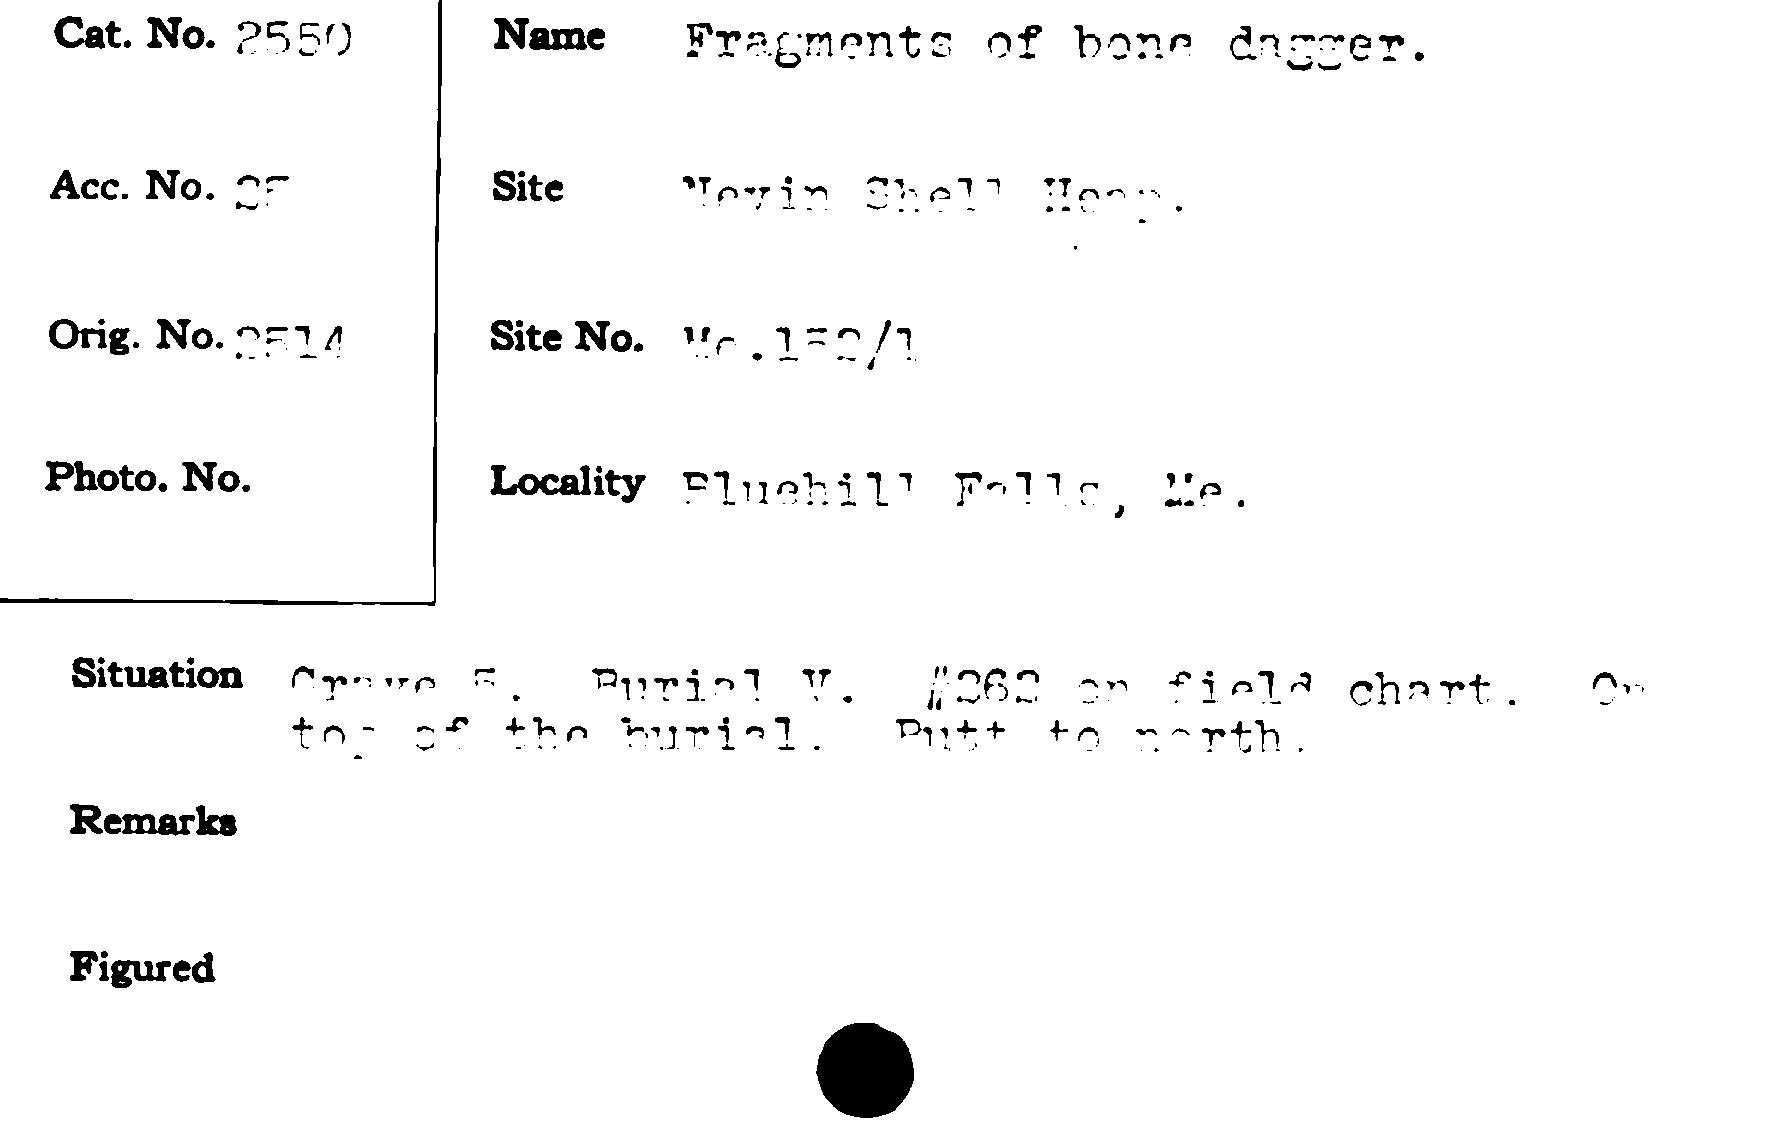 Cat. No. 2550
Name Fragments of bone dagger.
Acc. No. 25
Site Nevin Shell Heap.
Orig. No. 2514
Site No. Me.152/1
Photo. No.
Locality Bluehill Falls, Me.
Situation Grave 5. Burial V. #262 on field chart. On
top of the burial. Butt to north.
Remarks
Figured